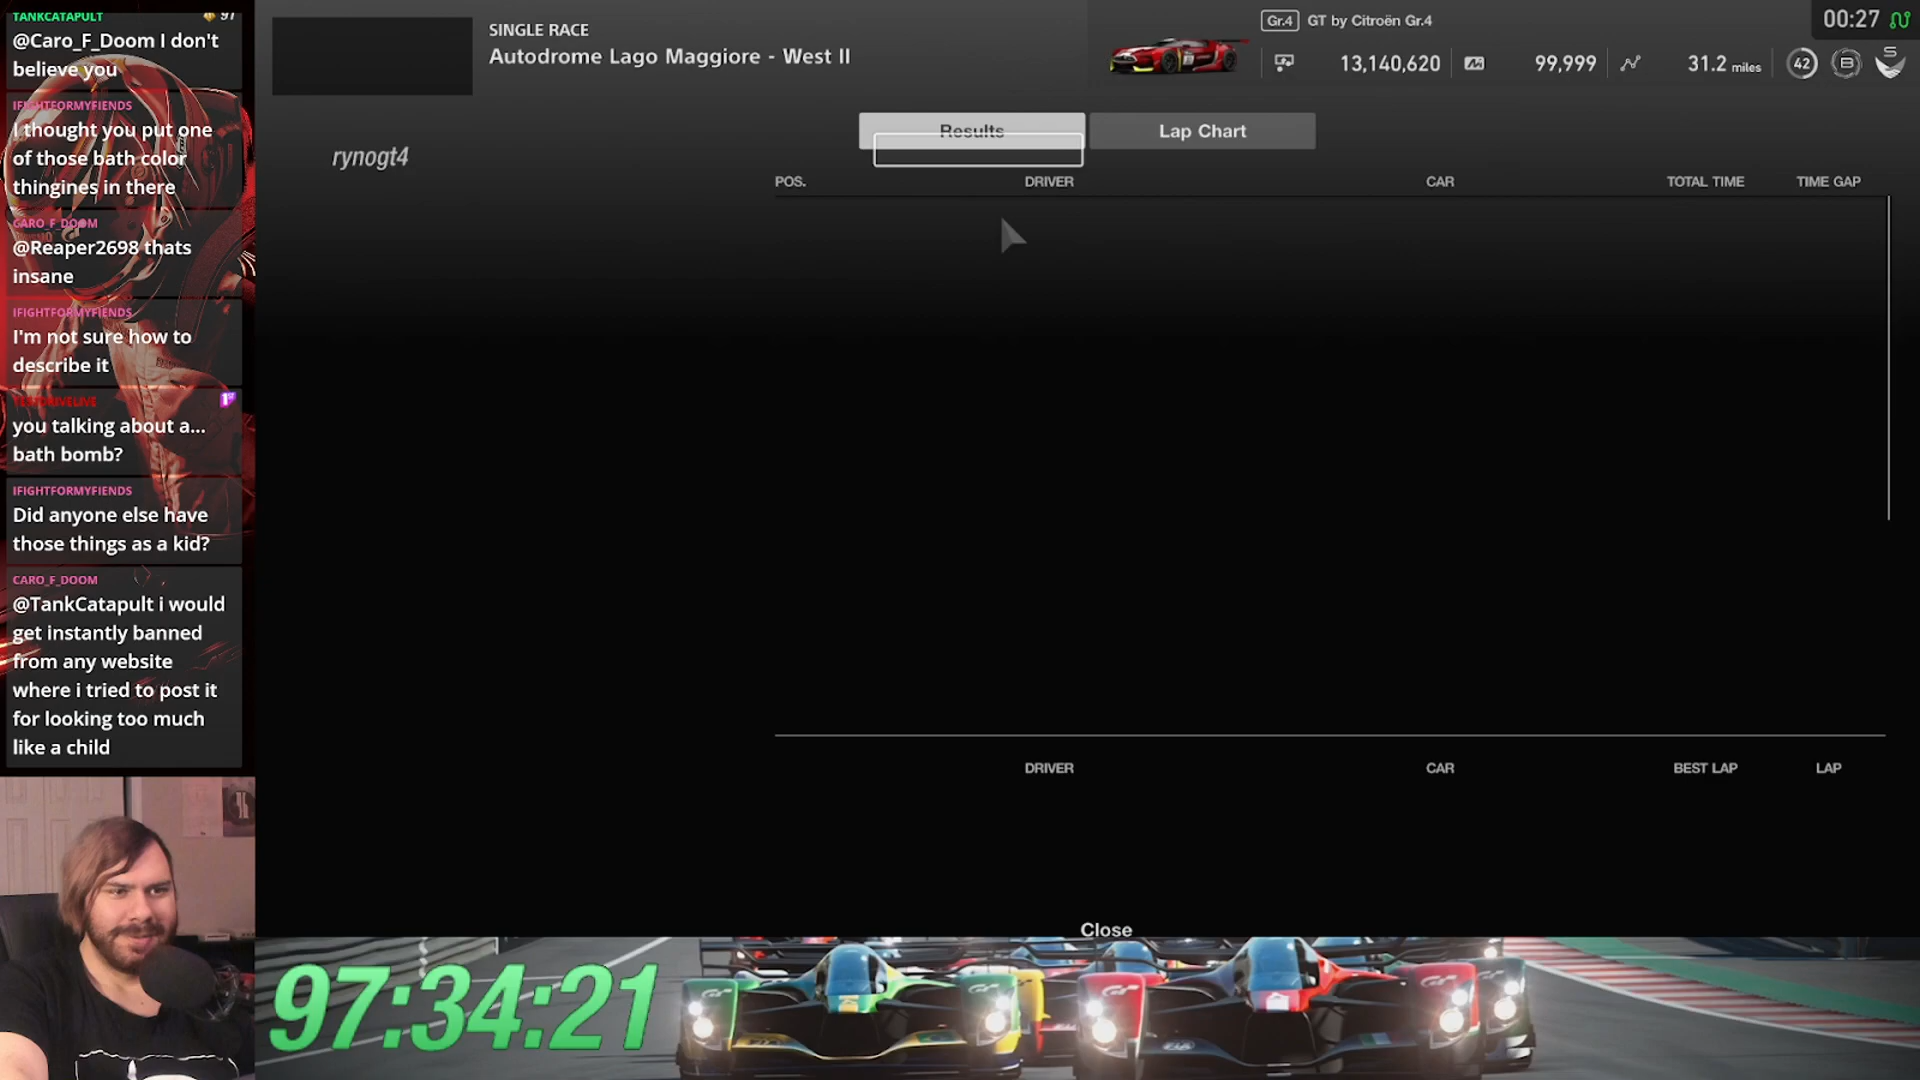 TANKCATAPULT 97
@Caro_F_Doom I don't
believe you
IFIGHTFORMYFIENDS
I thought you put one
of those bath color
thingines in there
CARO_F_DOOM
@Reaper2698 thats
insane
IFIGHTFORMYFIENDS
I'm not sure how to
describe it
TESTDRIVELIVE
you talking about a...
bath bomb?
IFIGHTFORMYFIENDS
Did anyone else have
those things as a kid?
CARO_F_DOOM
@TankCatapult i would
get instantly banned
from any website
where i tried to post it
for looking too much
like a child
SINGLE RACE
Autodrome Lago Maggiore - West II
Gr.4 GT by Citroën Gr.4
13,140,620 99,999 31.2 miles 42 B S
00:27
Results Lap Chart
rynogt4
POS. DRIVER CAR TOTAL TIME TIME GAP
DRIVER CAR BEST LAP LAP
Close
97:34:21